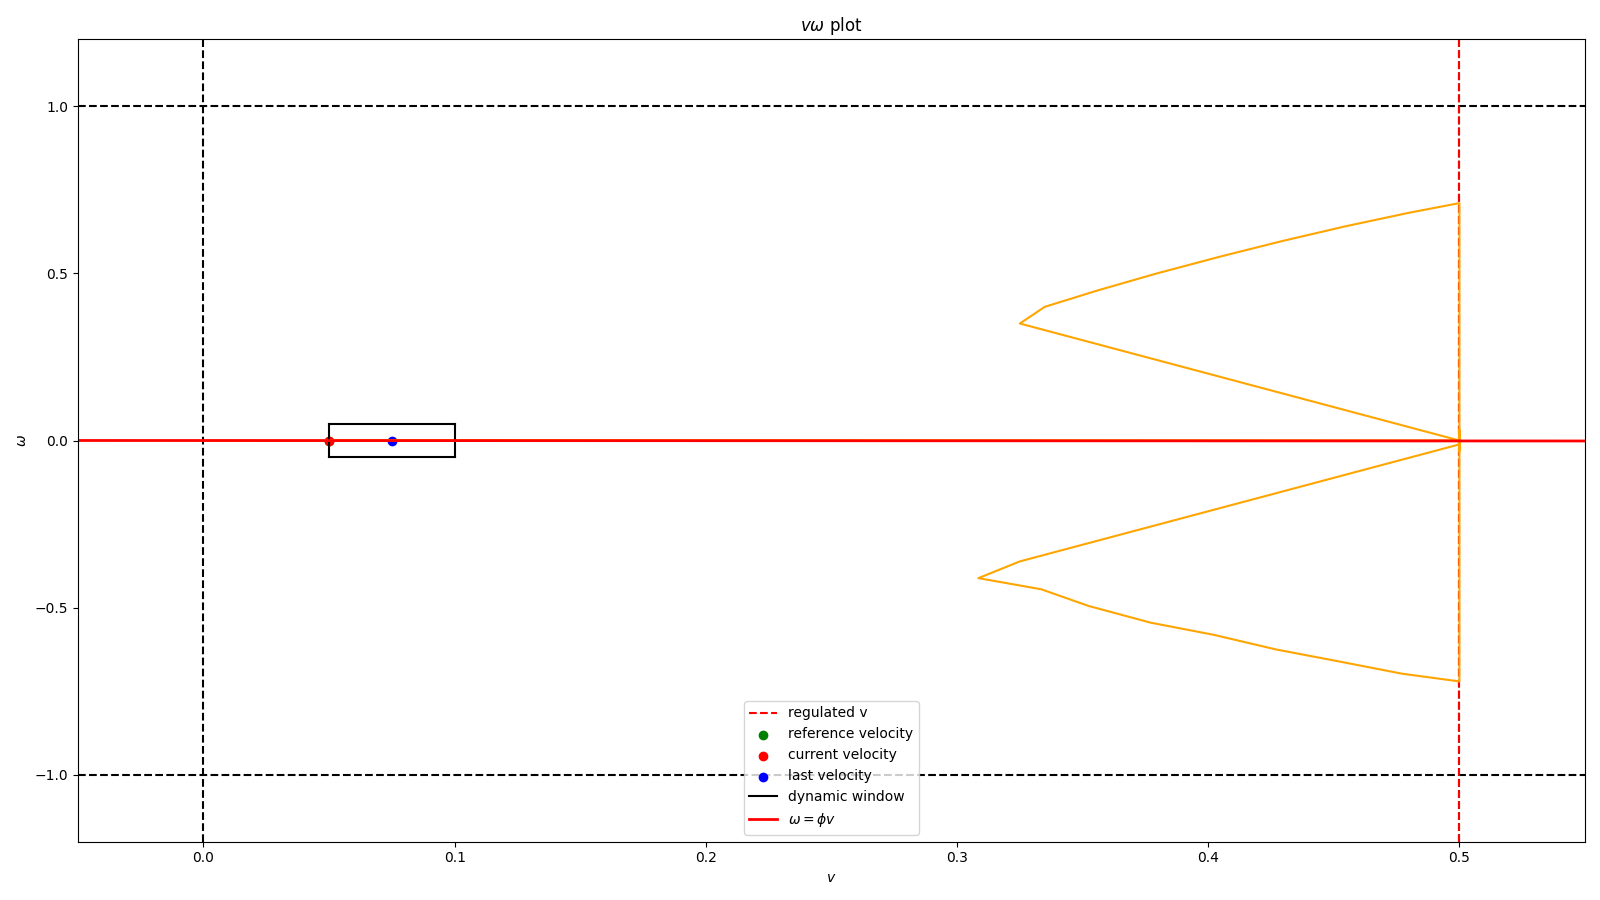 vω plot
1.0
0.5
0.0
−0.5
−1.0
ω
regulated v
reference velocity
current velocity
last velocity
dynamic window
ω = ϕv
0.0 0.1 0.2 0.3 0.4 0.5
v